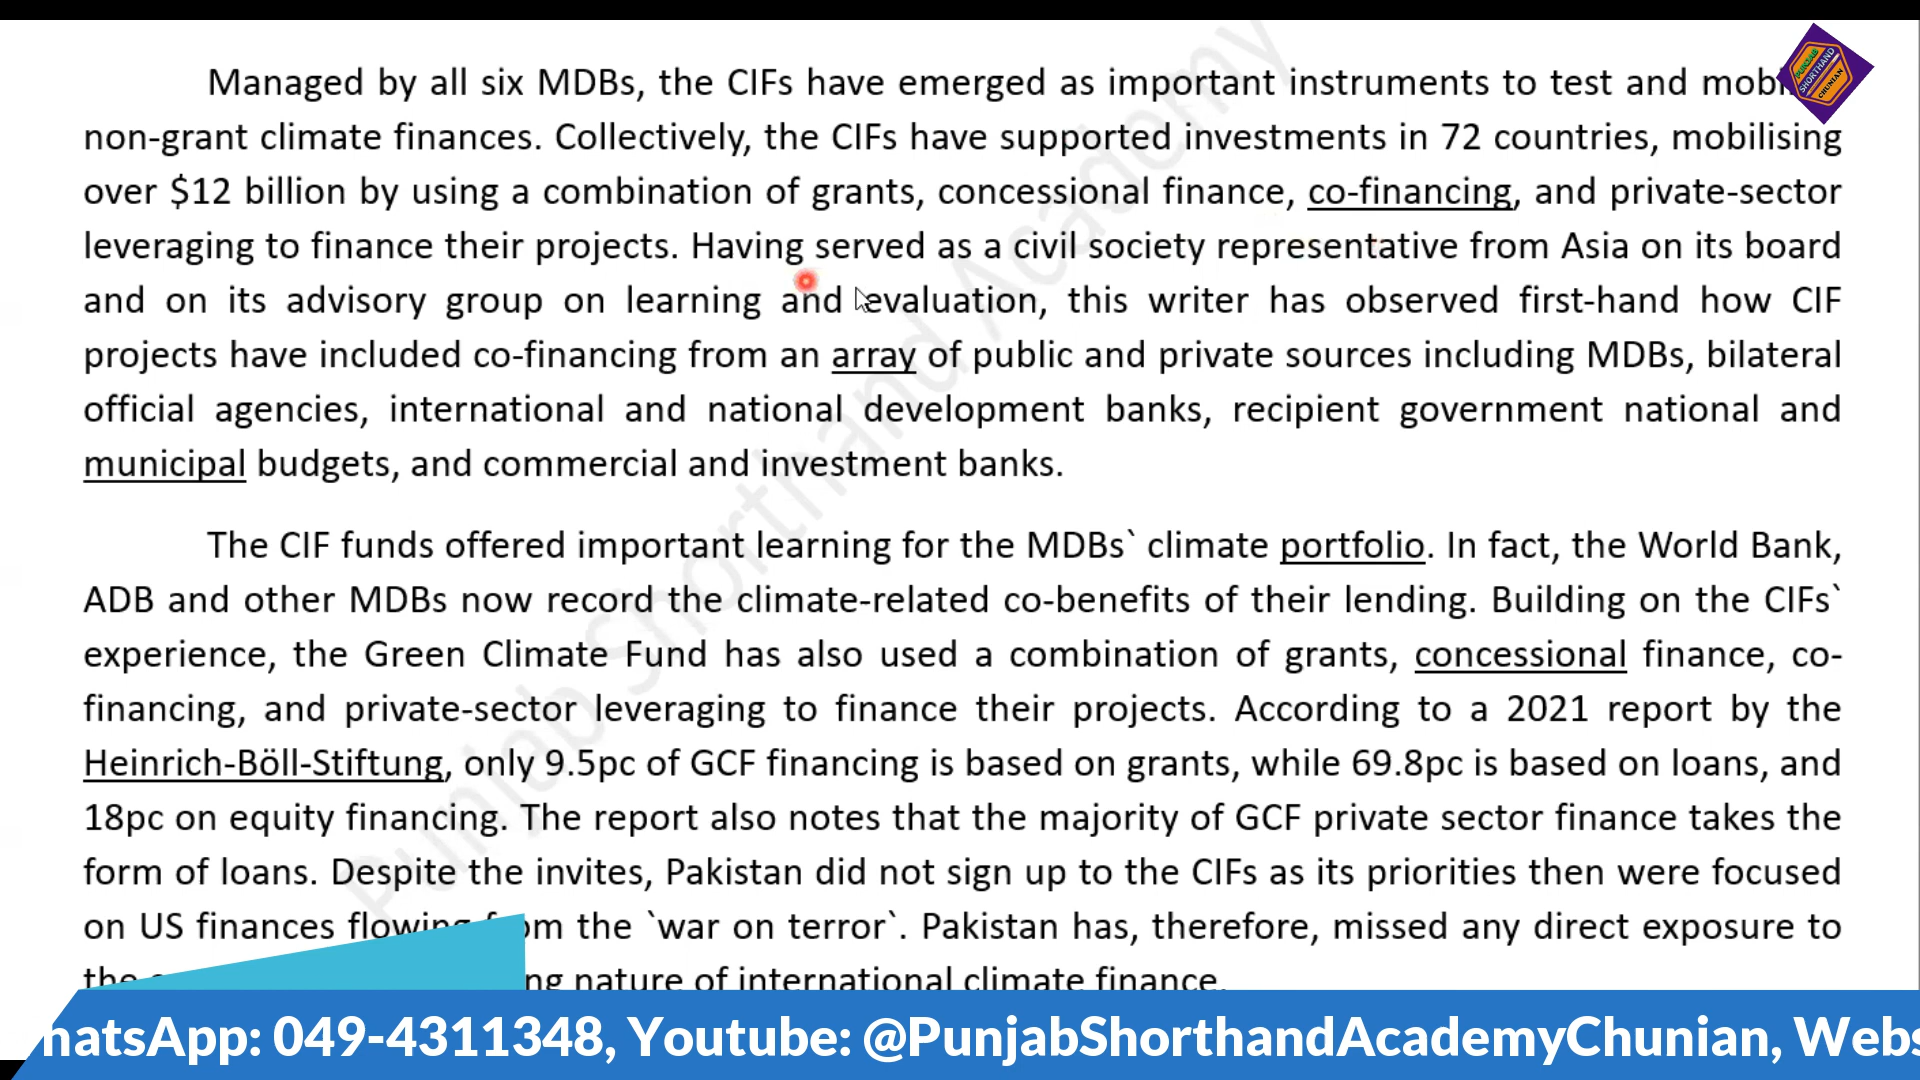 Managed by all six MDBs, the CIFs have emerged as important instruments to test and
non-grant climate finances. Collectively, the CIFs have supported investments in 72 countries, mobilising
over $12 billion by using a combination of grants, concessional finance, co-financing, and private-sector
leveraging to finance their projects. Having served as a civil society representative from Asia on its board
and on its advisory group on learning and evaluation, this writer has observed first-hand how CIF
projects have included co-financing from an array of public and private sources including MDBs, bilateral
official agencies, international and national development banks, recipient government national and
municipal budgets, and commercial and investment banks.
The CIF funds offered important learning for the MDBs` climate portfolio. In fact, the World Bank,
ADB and other MDBs now record the climate-related co-benefits of their lending. Building on the CIFs`
experience, the Green Climate Fund has also used a combination of grants, concessional finance, co-
financing, and private-sector leveraging to finance their projects. According to a 2021 report by the
Heinrich-Böll-Stiftung, only 9.5pc of GCF financing is based on grants, while 69.8pc is based on loans, and
18pc on equity financing. The report also notes that the majority of GCF private sector finance takes the
form of loans. Despite the invites, Pakistan did not sign up to the CIFs as its priorities then were focused
on US finances flowing from the `war on terror`. Pakistan has, therefore, missed any direct exposure to
the nature of international climate finance.
hatsApp: 049-4311348, Youtube: @PunjabShorthandAcademyChunian, Webs
Punjab Shorthand Academy
PUNJAB
SHORTHAND
CHUNIAN